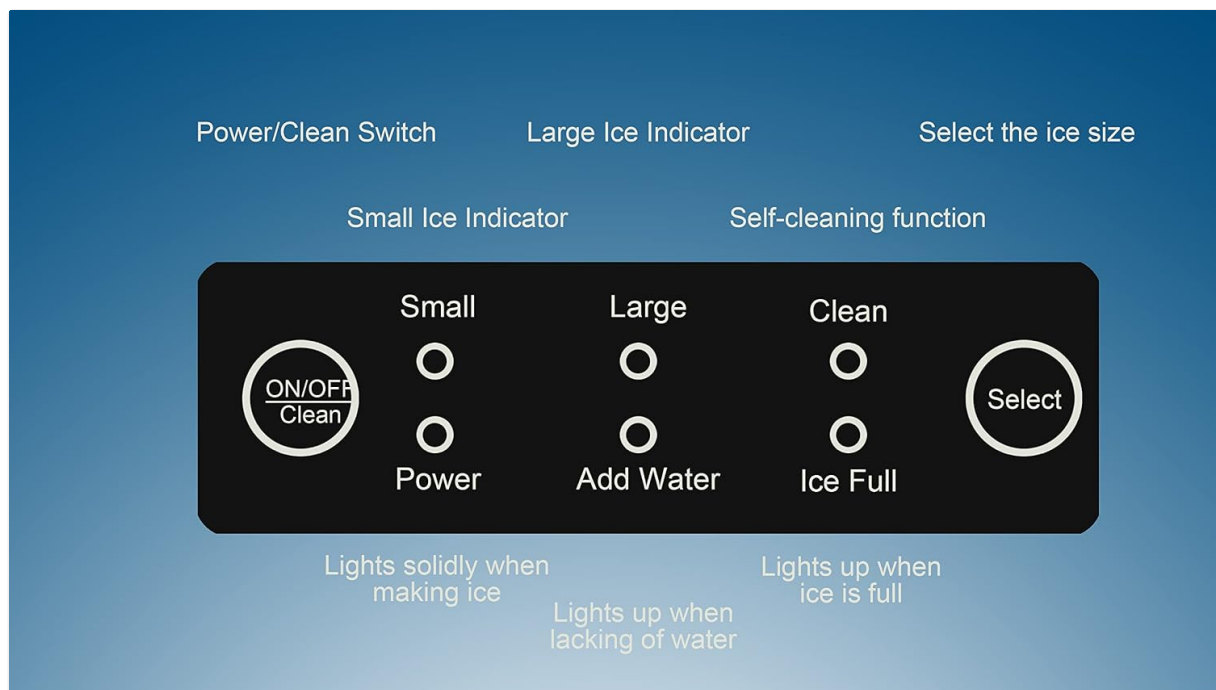 Power/Clean Switch
Large Ice Indicator
Select the ice size
Small Ice Indicator
Self-cleaning function
Small
Large
Clean
ON/OFF
Clean
Select
Power
Add Water
Ice Full
Lights solidly when
making ice
Lights up when
lacking of water
Lights up when
ice is full